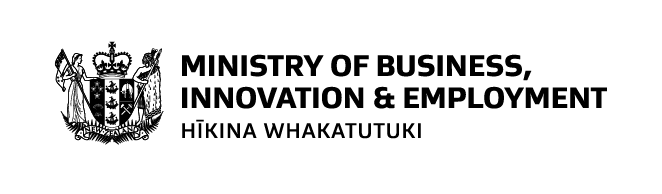 MINISTRY OF BUSINESS,
INNOVATION & EMPLOYMENT
HĪKINA WHAKATUTUKI